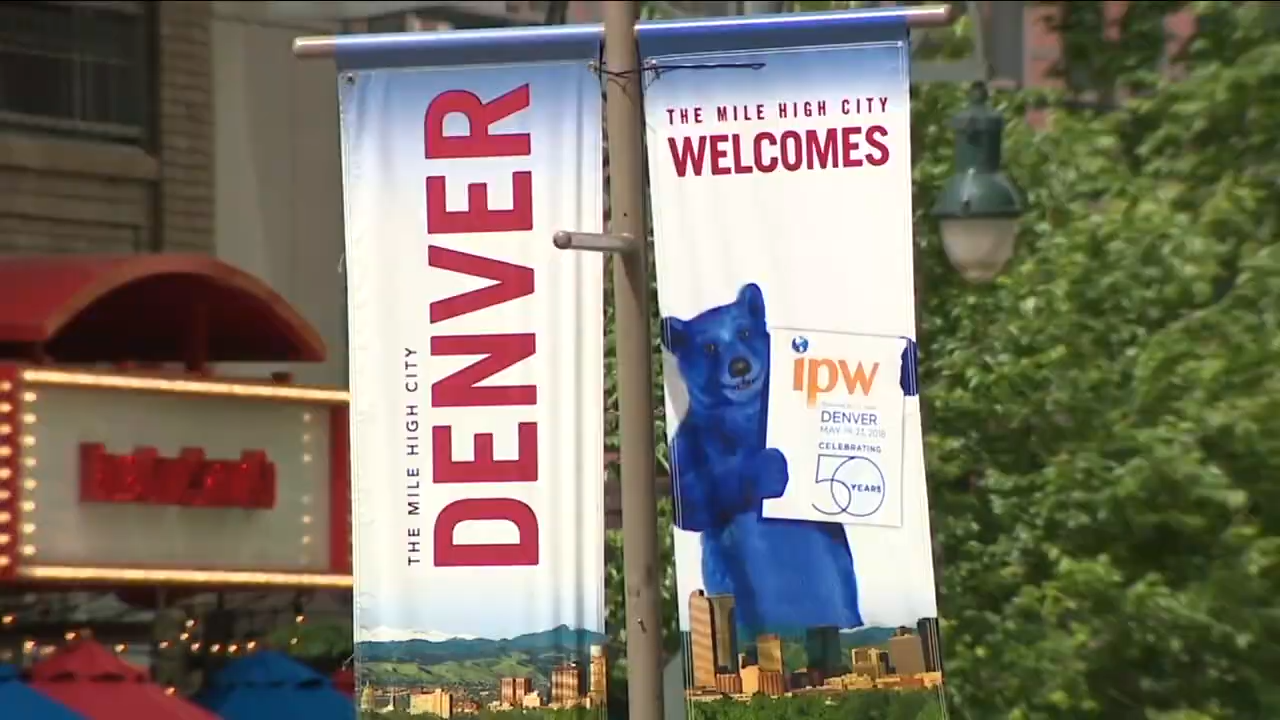 THE MILE HIGH CITY
DENVER
THE MILE HIGH CITY
WELCOMES
ipw
DENVER
CELEBRATING
50
YEARS